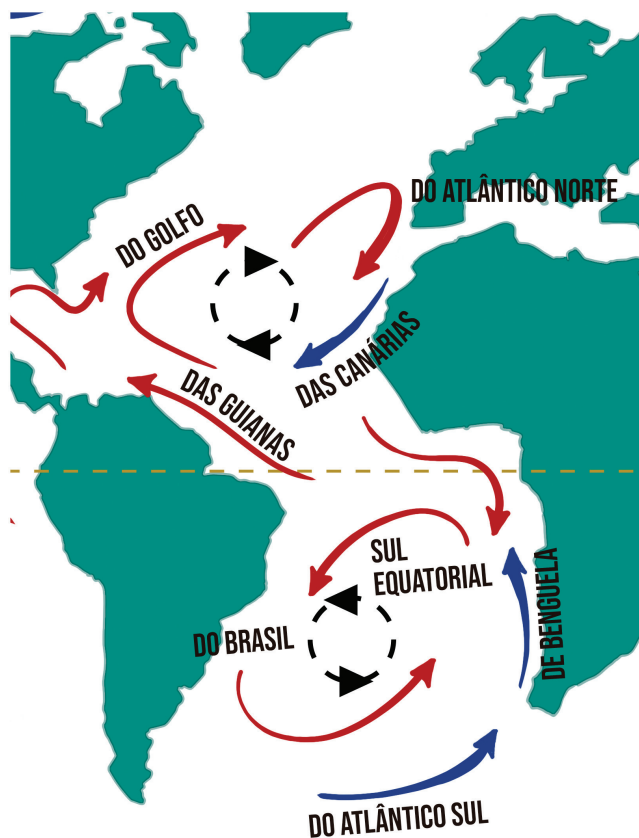 DO ATLÂNTICO NORTE
DO GOLFO
DAS CANÁRIAS
DAS GUIANAS
SUL
EQUATORIAL
DE BENGUELA
DO BRASIL
DO ATLÂNTICO SUL